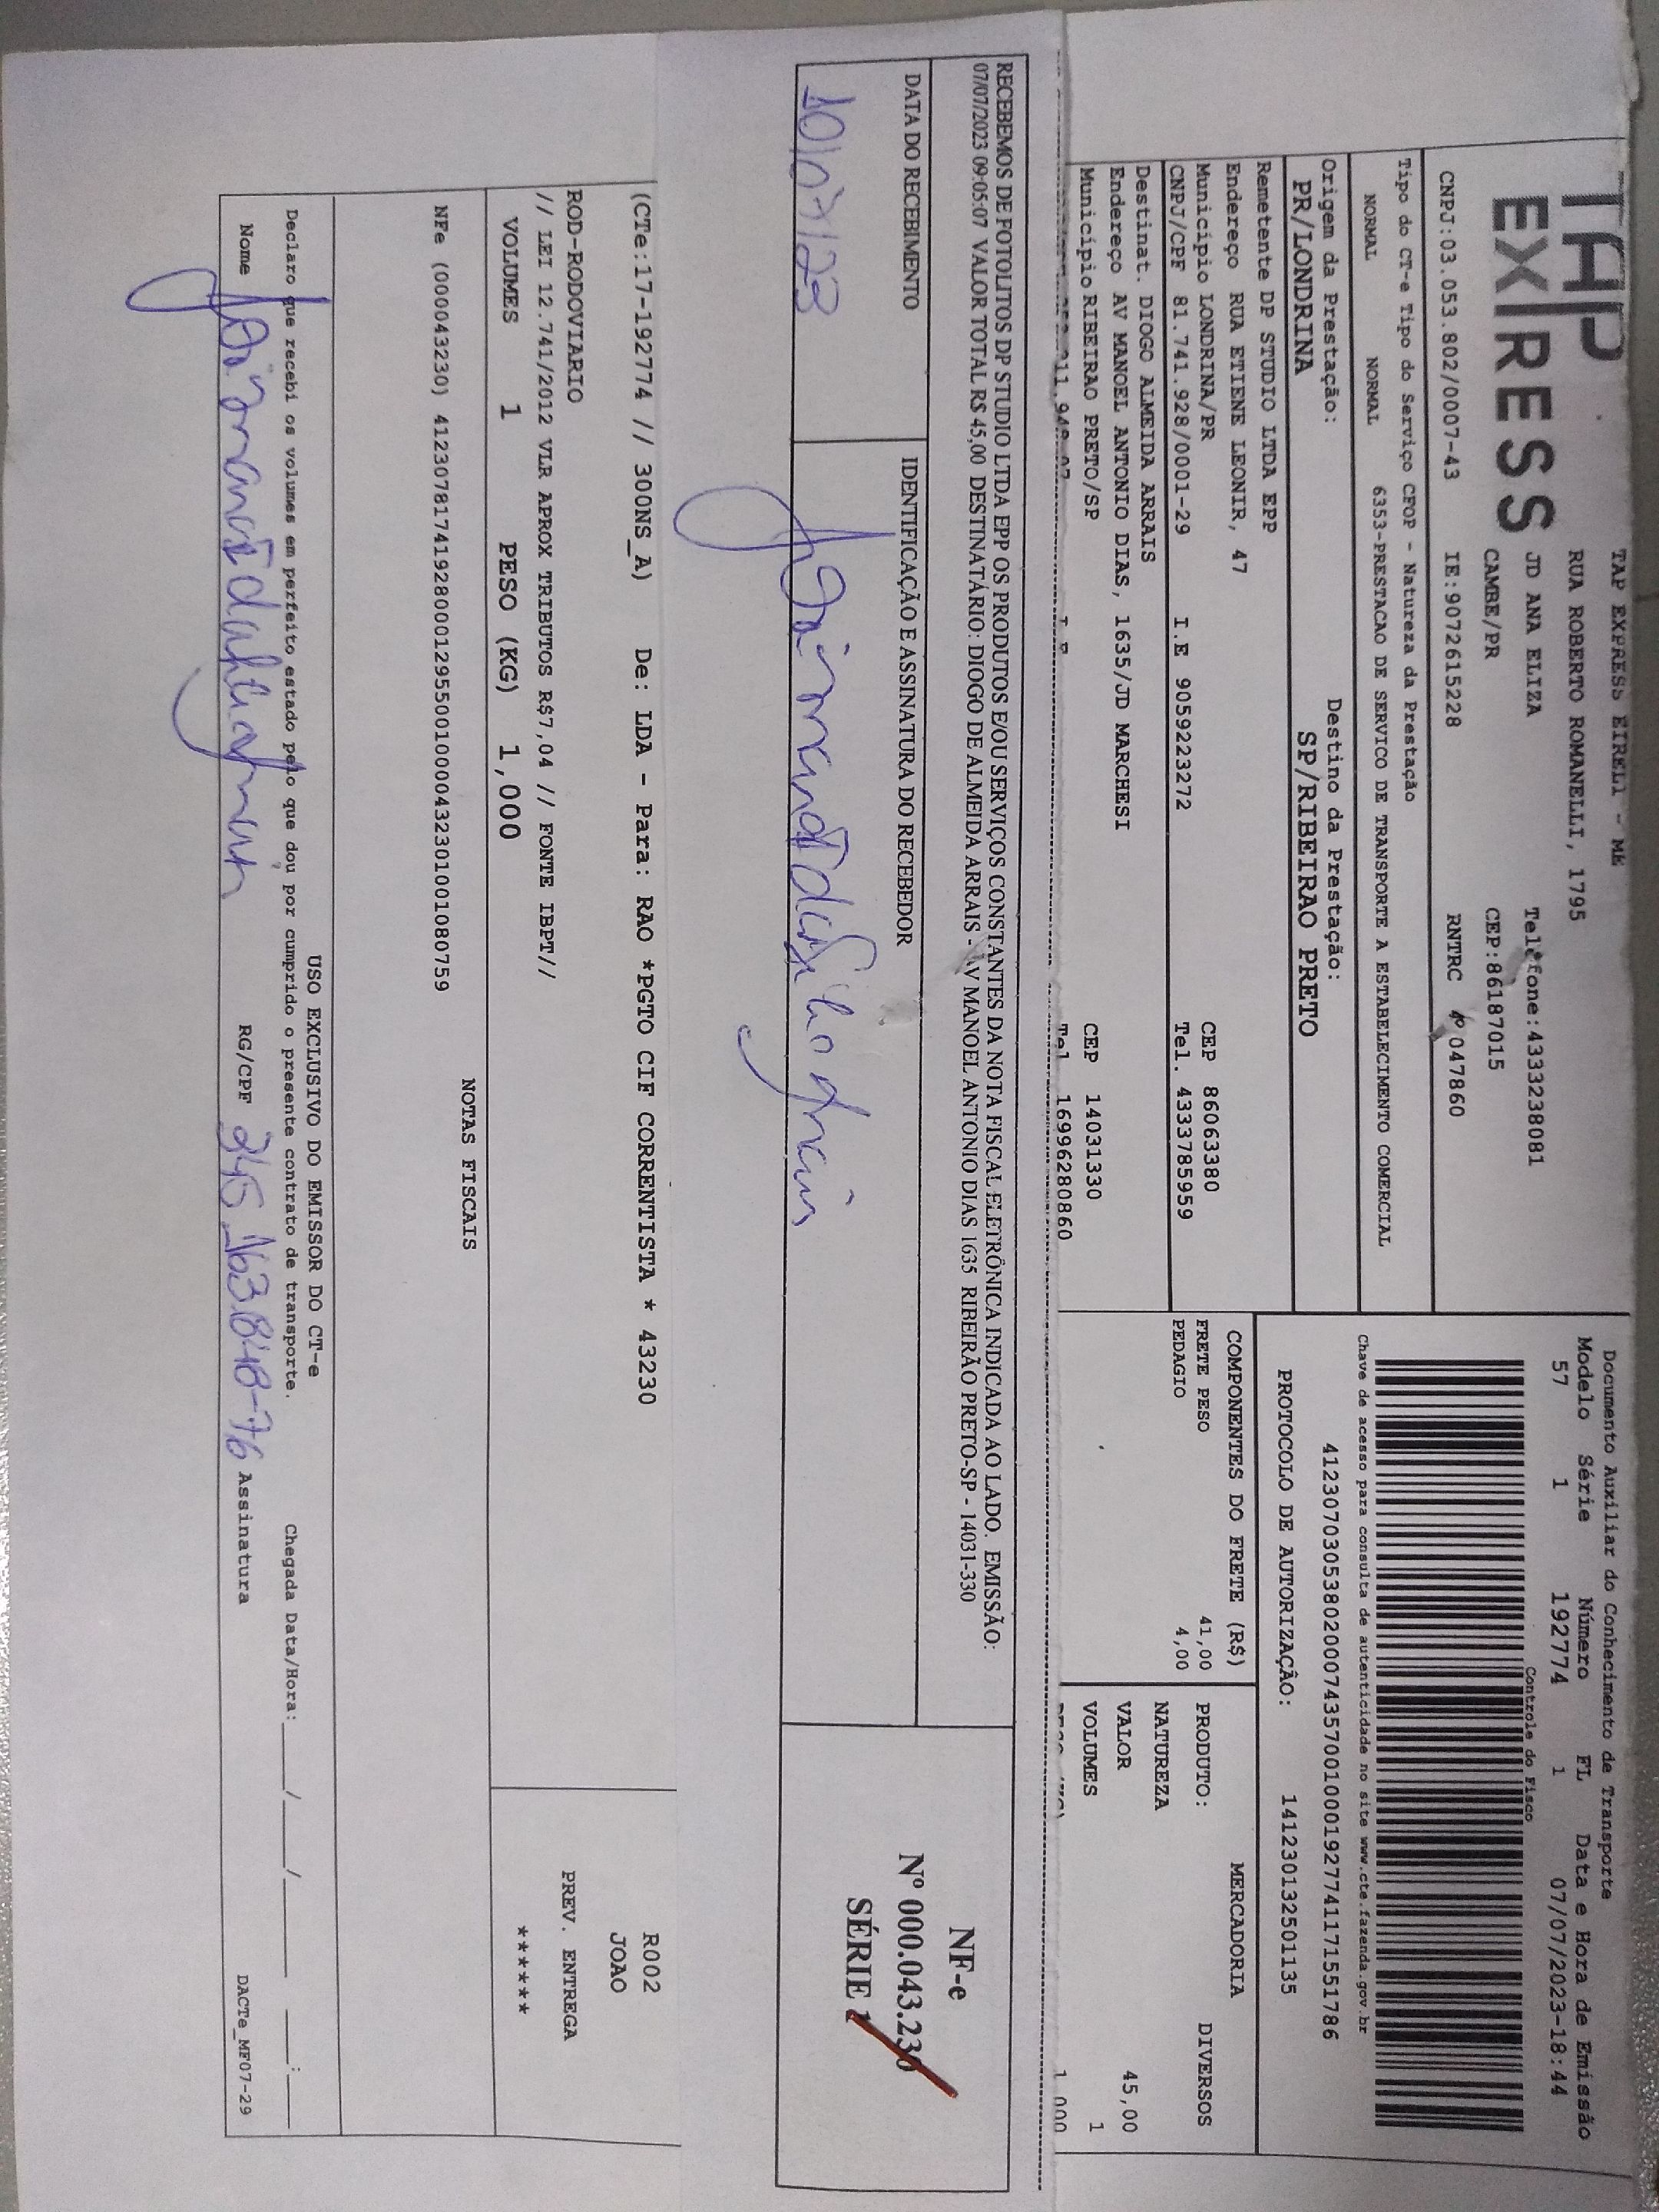 TAP
EXPRESS
TAP EXPRESS EIRELI - ME
RUA ROBERTO ROMANELLI, 1795
JD ANA ELIZA Telefone:4333238081
CAMBE/PR CEP:86187015
CNPJ:03.053.802/0007-43 IE:9072615228 RNTRC 047860
Tipo do CT-e Tipo do Serviço CFOP - Natureza da Prestação
NORMAL NORMAL 6353-PRESTACAO DE SERVICO DE TRANSPORTE A ESTABELECIMENTO COMERCIAL
Origem da Prestação: Destino da Prestação:
PR/LONDRINA SP/RIBEIRAO PRETO
Remetente DP STUDIO LTDA EPP
Endereço RUA ETIENE LEONIR, 47
Município LONDRINA/PR CEP 86063380
CNPJ/CPF 81.741.928/0001-29 I.E 9059223272 Tel. 4333785959
Destinat. DIOGO ALMEIDA ARRAIS
Endereço AV MANOEL ANTONIO DIAS, 1635/JD MARCHESI
Município RIBEIRAO PRETO/SP CEP 14031330
Tel 16996280860
Documento Auxiliar do Conhecimento de Transporte
Modelo Série Número FL Data e Hora de Emissão
57 1 192774 1 07/07/2023-18:44
Controle do Fisco
Chave de acesso para consulta de autenticidade no site www.cte.fazenda.gov.br
41230703053802000743570010001927741171551786
PROTOCOLO DE AUTORIZAÇÃO: 141230132501135
COMPONENTES DO FRETE (R$)
FRETE PESO 41,00
PEDAGIO 4,00
MERCADORIA
PRODUTO: DIVERSOS
NATUREZA
VALOR 45,00
VOLUMES 1
1 000
RECEBEMOS DE FOTOLITOS DP STUDIO LTDA EPP OS PRODUTOS E/OU SERVIÇOS CONSTANTES DA NOTA FISCAL ELETRÔNICA INDICADA AO LADO. EMISSÃO:
07/07/2023 09:05:07 VALOR TOTAL R$ 45,00 DESTINATÁRIO: DIOGO DE ALMEIDA ARRAIS - AV MANOEL ANTONIO DIAS 1635 RIBEIRÃO PRETO-SP - 14031-330
DATA DO RECEBIMENTO IDENTIFICAÇÃO E ASSINATURA DO RECEBEDOR
10/07/23
NF-e
Nº 000.043.230
SÉRIE 1
(CTe:17-192774 // 300NS_A) De: LDA - Para: RAO *PGTO CIF CORRENTISTA * 43230
R002
JOAO
ROD-RODOVIARIO
// LEI 12.741/2012 VLR APROX TRIBUTOS R$7,04 // FONTE IBPT//
VOLUMES 1 PESO (KG) 1,000
PREV. ENTREGA
*******
NOTAS FISCAIS
NFe (000043230) 41230781741928000129550010000432301001080759
USO EXCLUSIVO DO EMISSOR DO CT-e
Declaro que recebi os volumes em perfeito estado pelo que dou por cumprido o presente contrato de transporte. Chegada Data/Hora:____/____/______ ___:____
Nome RG/CPF 245.163.848-76 Assinatura DACTe_MF07-29